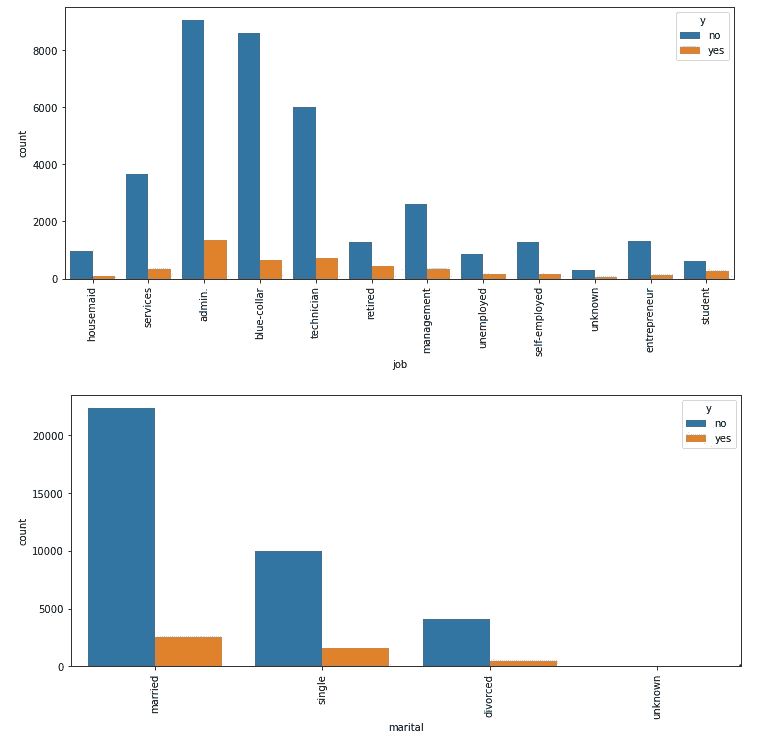 y
no
yes
8000
6000
4000
2000
0
count
housemaid
services
admin.
blue-collar
technician
retired
management
unemployed
self-employed
unknown
entrepreneur
student
job
y
no
yes
20000
15000
10000
5000
0
count
married
single
divorced
unknown
marital